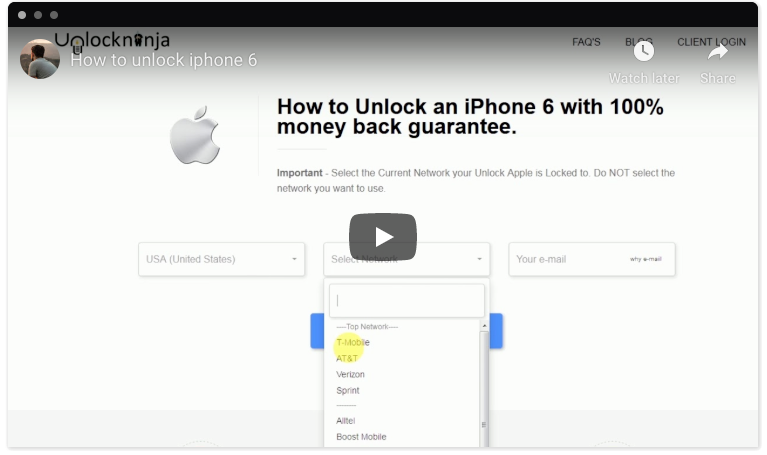 Unlockninja
FAQ'S BLOG CLIENT LOGIN
How to unlock iphone 6
Watch later Share
How to Unlock an iPhone 6 with 100%
money back guarantee.
Important - Select the Current Network your Unlock Apple is Locked to. Do NOT select the
network you want to use.
USA (United States) Select Network Your e-mail why e-mail
----Top Network----
T-Mobile
AT&T
Verizon
Sprint
--------
Alltel
Boost Mobile